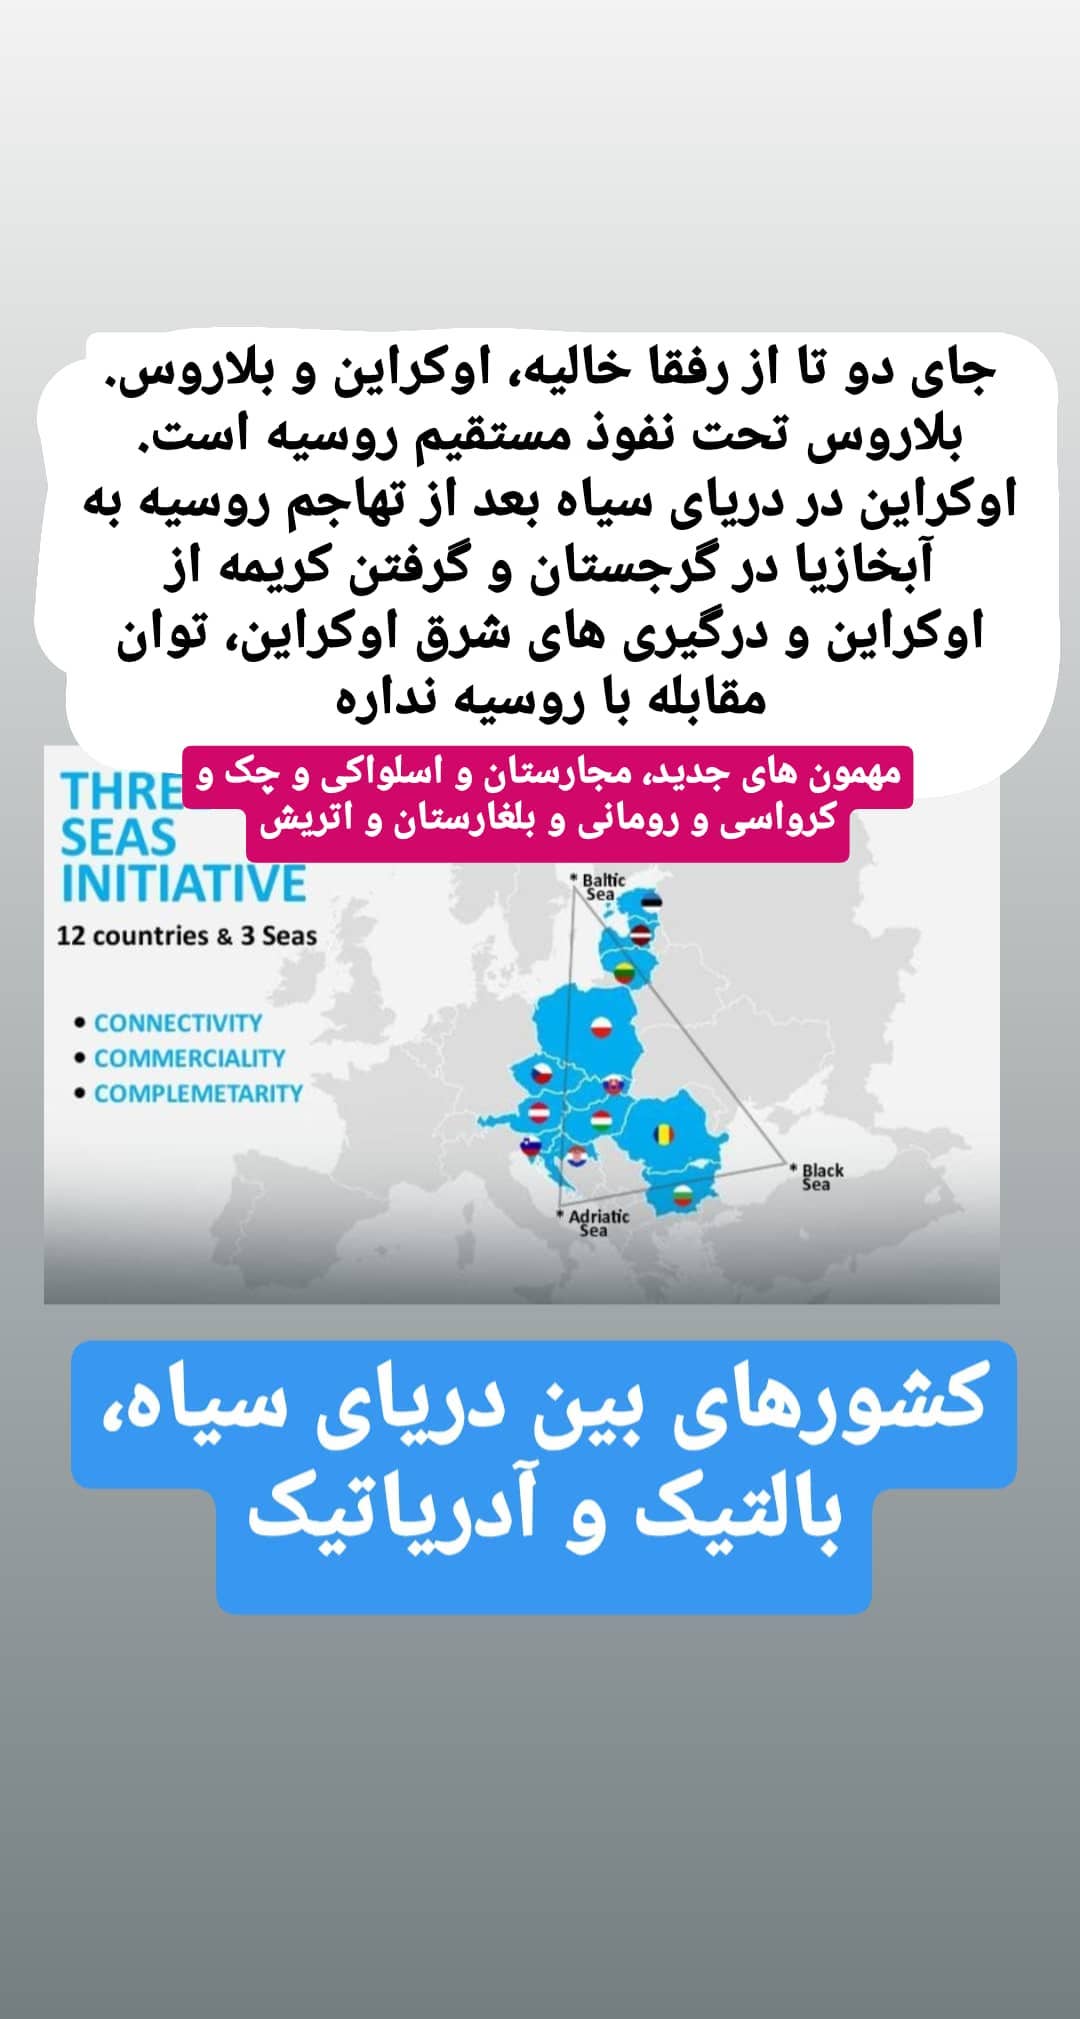 جای دو تا از رفقا خالیه، اوکراین و بلاروس.
بلاروس تحت نفوذ مستقیم روسیه است.
اوکراین در دریای سیاه بعد از تهاجم روسیه به
آبخازیا در گرجستان و گرفتن کریمه از
اوکراین و درگیری های شرق اوکراین، توان
مقابله با روسیه نداره
مهمون های جدید، مجارستان و اسلواکی و چک و
کرواسی و رومانی و بلغارستان و اتریش
THRE
SEAS
INITIATIVE
12 countries & 3 Seas
• CONNECTIVITY
• COMMERCIALITY
• COMPLEMETARITY
* Baltic
Sea
* Black
Sea
* Adriatic
Sea
کشورهای بین دریای سیاه،
بالتیک و آدریاتیک